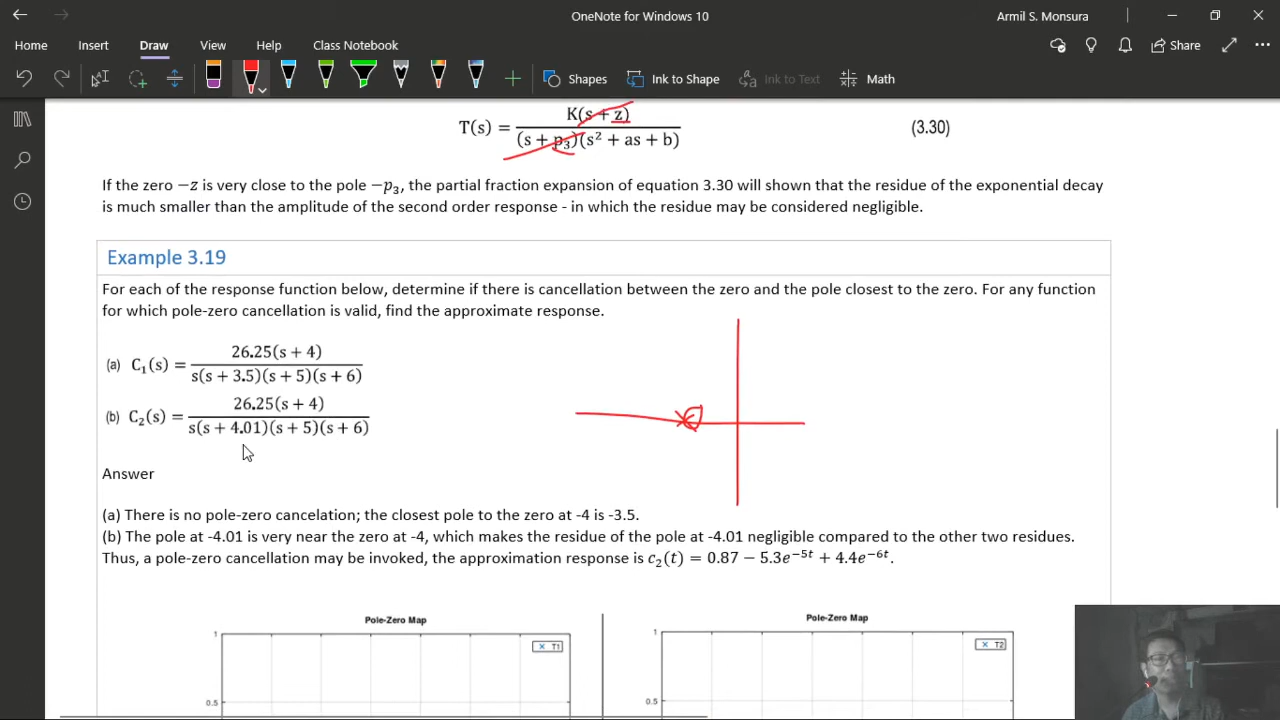 OneNote for Windows 10
Armil S. Monsura
Home Insert Draw View Help Class Notebook
Share
Shapes Ink to Shape Ink to Text Math
T(s) = K(s + z) / (s + p₃)(s² + as + b) (3.30)
If the zero −z is very close to the pole −p₃, the partial fraction expansion of equation 3.30 will shown that the residue of the exponential decay
is much smaller than the amplitude of the second order response - in which the residue may be considered negligible.
Example 3.19
For each of the response function below, determine if there is cancellation between the zero and the pole closest to the zero. For any function
for which pole-zero cancellation is valid, find the approximate response.
(a) C₁(s) = 26.25(s + 4) / s(s + 3.5)(s + 5)(s + 6)
(b) C₂(s) = 26.25(s + 4) / s(s + 4.01)(s + 5)(s + 6)
Answer
(a) There is no pole-zero cancelation; the closest pole to the zero at -4 is -3.5.
(b) The pole at -4.01 is very near the zero at -4, which makes the residue of the pole at -4.01 negligible compared to the other two residues.
Thus, a pole-zero cancellation may be invoked, the approximation response is c₂(t) = 0.87 − 5.3e⁻⁵ᵗ + 4.4e⁻⁶ᵗ.
Pole-Zero Map
Pole-Zero Map
1
T1
1
T2
0.5
0.5